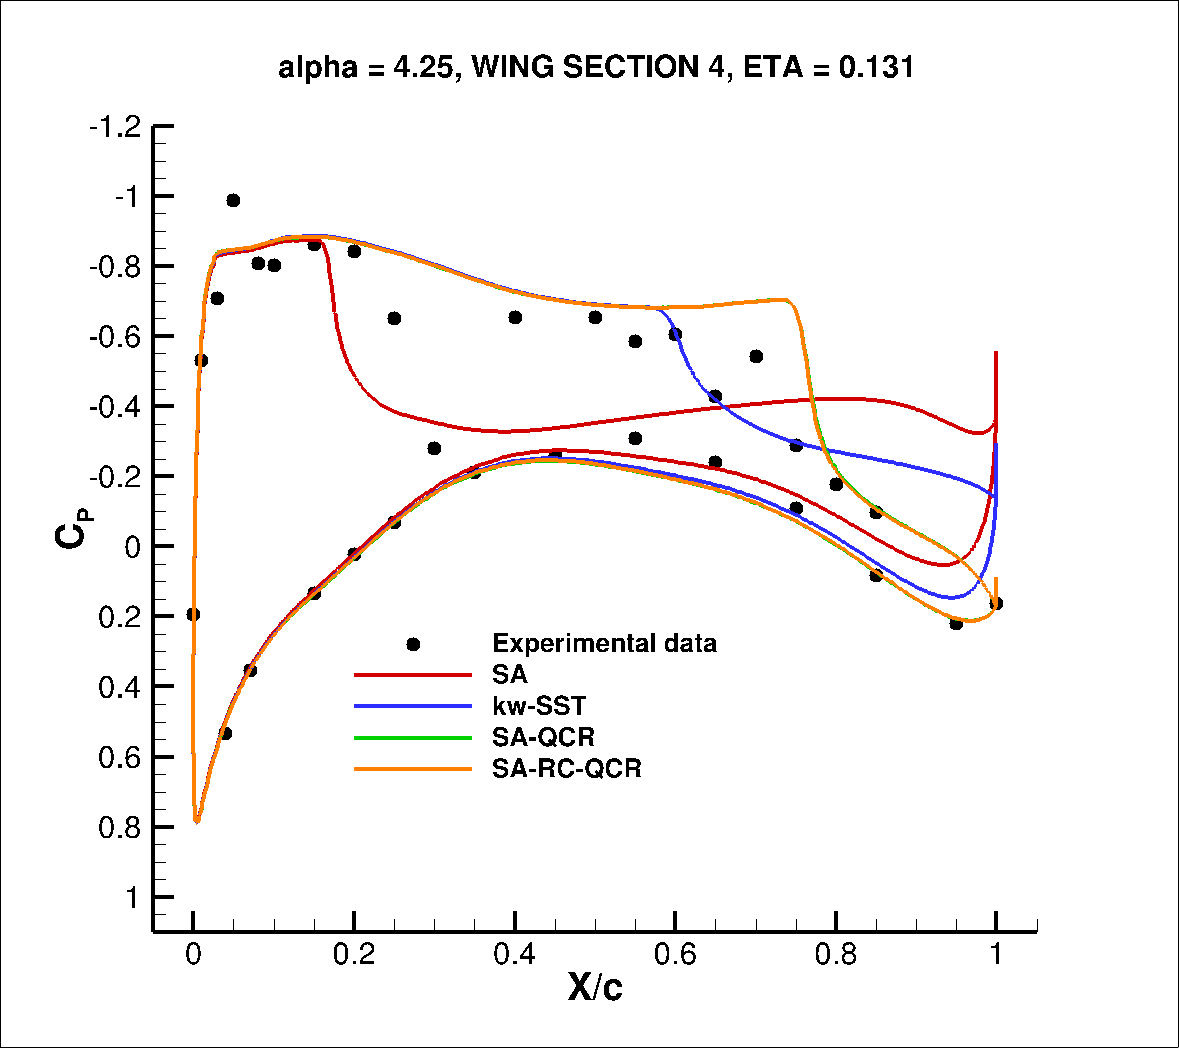 alpha = 4.25, WING SECTION 4, ETA = 0.131
-1.2
-1
-0.8
-0.6
-0.4
-0.2
0
0.2
0.4
0.6
0.8
1
CP
Experimental data
SA
kw-SST
SA-QCR
SA-RC-QCR
0 0.2 0.4 0.6 0.8 1
X/c